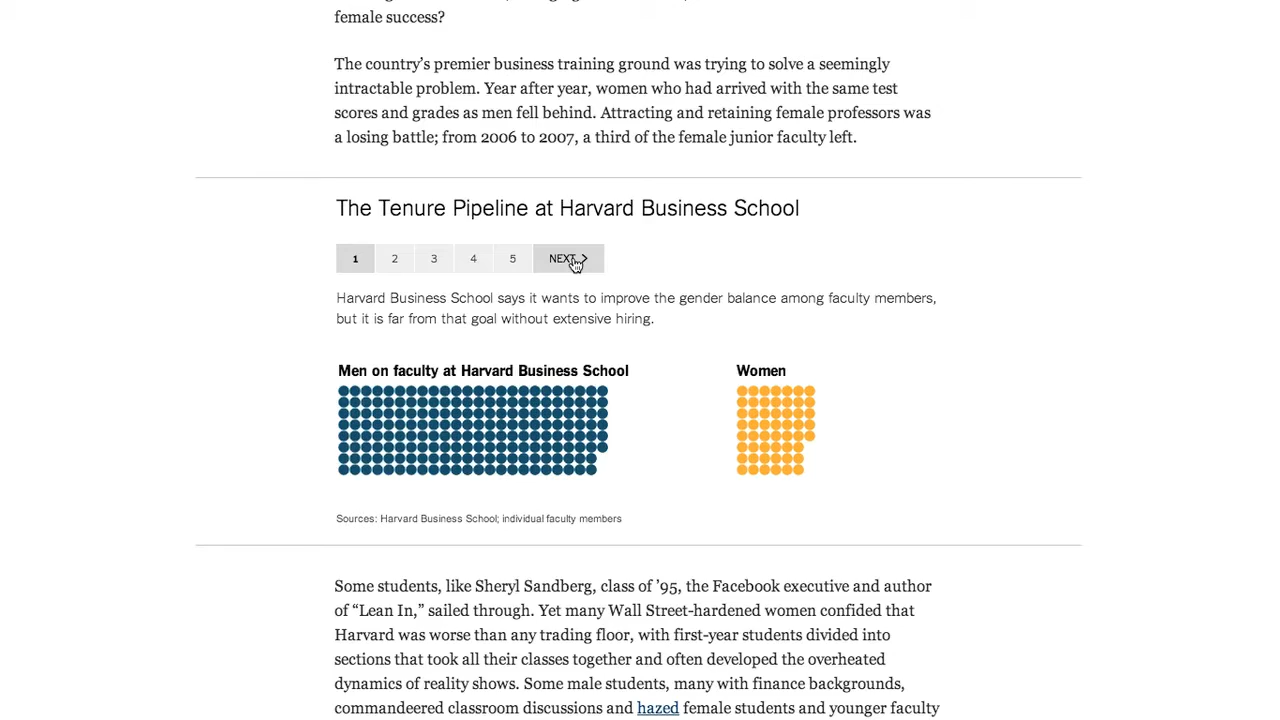 female success?
The country’s premier business training ground was trying to solve a seemingly
intractable problem. Year after year, women who had arrived with the same test
scores and grades as men fell behind. Attracting and retaining female professors was
a losing battle; from 2006 to 2007, a third of the female junior faculty left.
The Tenure Pipeline at Harvard Business School
1 2 3 4 5 NEXT
Harvard Business School says it wants to improve the gender balance among faculty members,
but it is far from that goal without extensive hiring.
Men on faculty at Harvard Business School Women
Sources: Harvard Business School; individual faculty members
Some students, like Sheryl Sandberg, class of ’95, the Facebook executive and author
of “Lean In,” sailed through. Yet many Wall Street-hardened women confided that
Harvard was worse than any trading floor, with first-year students divided into
sections that took all their classes together and often developed the overheated
dynamics of reality shows. Some male students, many with finance backgrounds,
commandeered classroom discussions and hazed female students and younger faculty